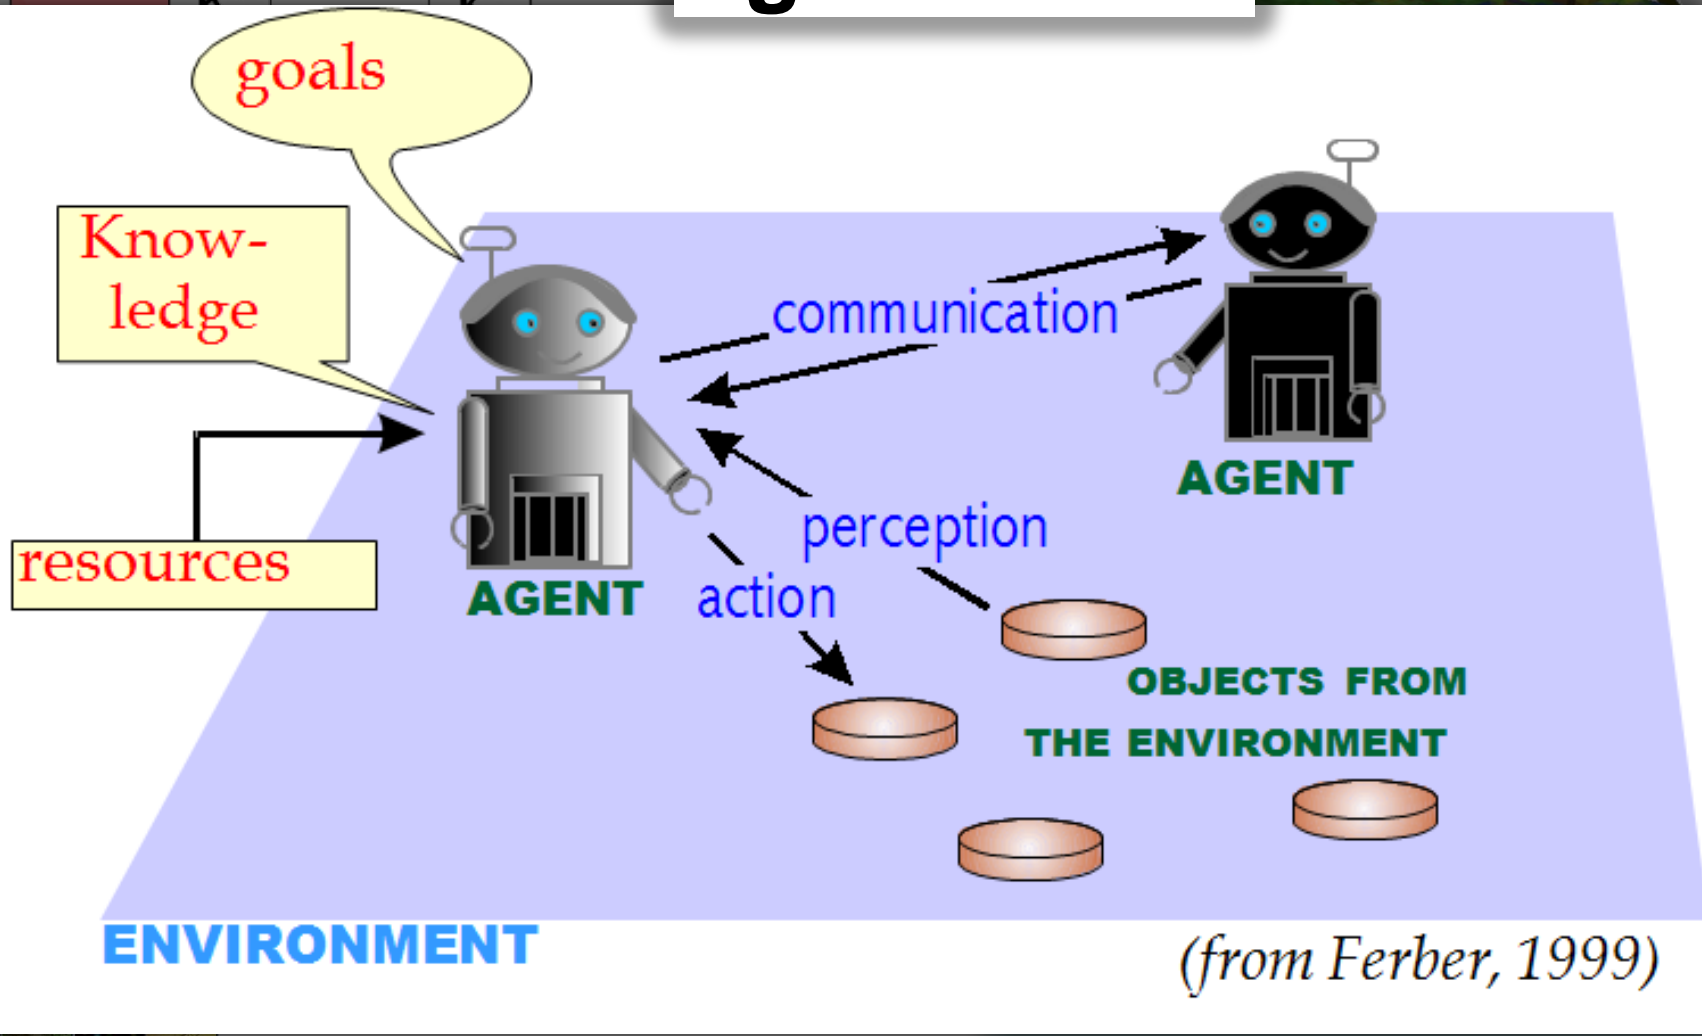 goals
Know-
ledge
communication
AGENT
perception
resources
action
AGENT
OBJECTS FROM
THE ENVIRONMENT
ENVIRONMENT
(from Ferber, 1999)